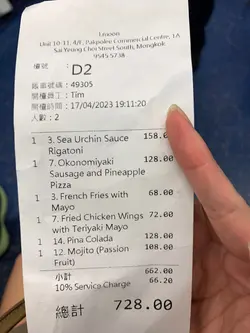 Lmoon
Unit 10-11, 4/F, Pakpolee Commercial Centre, 1A
Sai Yeung Choi Street South, Mongkok
9545 5738
檯號: D2
賬單號碼: 49305
開檯員工: Tim
開檯時間: 17/04/2023 19:11:20
人數: 2
1 3. Sea Urchin Sauce 158.00
Rigatoni
1 7. Okonomiyaki 128.00
Sausage and Pineapple
Pizza
1 3. French Fries with 68.00
Mayo
1 7. Fried Chicken Wings 72.00
with Teriyaki Mayo
1 14. Pina Colada 128.00
1 12. Mojito (Passion 108.00
Fruit)
小計 662.00
10% Service Charge 66.20
總計 728.00